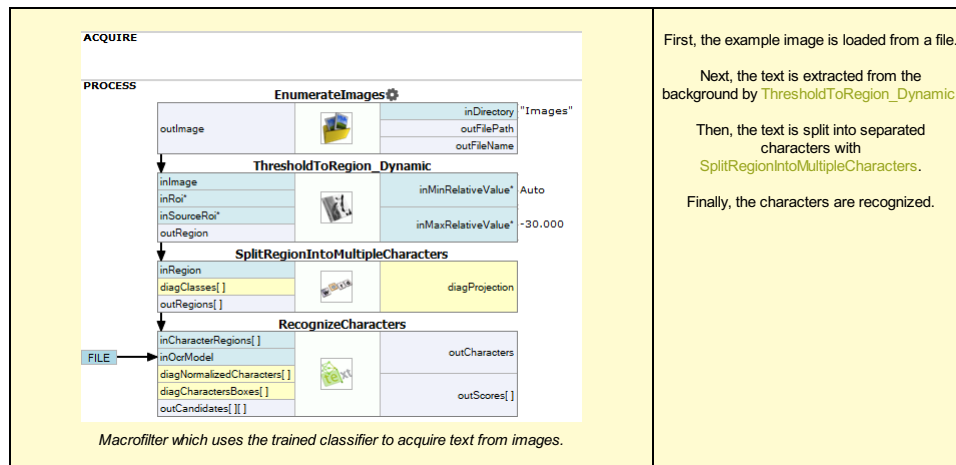 ACQUIRE
PROCESS
EnumerateImages
outImage
inDirectory "Images"
outFilePath
outFileName
ThresholdToRegion_Dynamic
inImage
inRoi*
inSourceRoi*
outRegion
inMinRelativeValue* Auto
inMaxRelativeValue* -30.000
SplitRegionIntoMultipleCharacters
inRegion
diagClasses[ ]
outRegions[ ]
diagProjection
RecognizeCharacters
FILE
inCharacterRegions[ ]
inOcrModel
diagNormalizedCharacters[ ]
diagCharactersBoxes[ ]
outCandidates[ ][ ]
text
outCharacters
outScores[ ]
Macrofilter which uses the trained classifier to acquire text from images.
First, the example image is loaded from a file.
Next, the text is extracted from the
background by ThresholdToRegion_Dynamic
Then, the text is split into separated
characters with
SplitRegionIntoMultipleCharacters.
Finally, the characters are recognized.